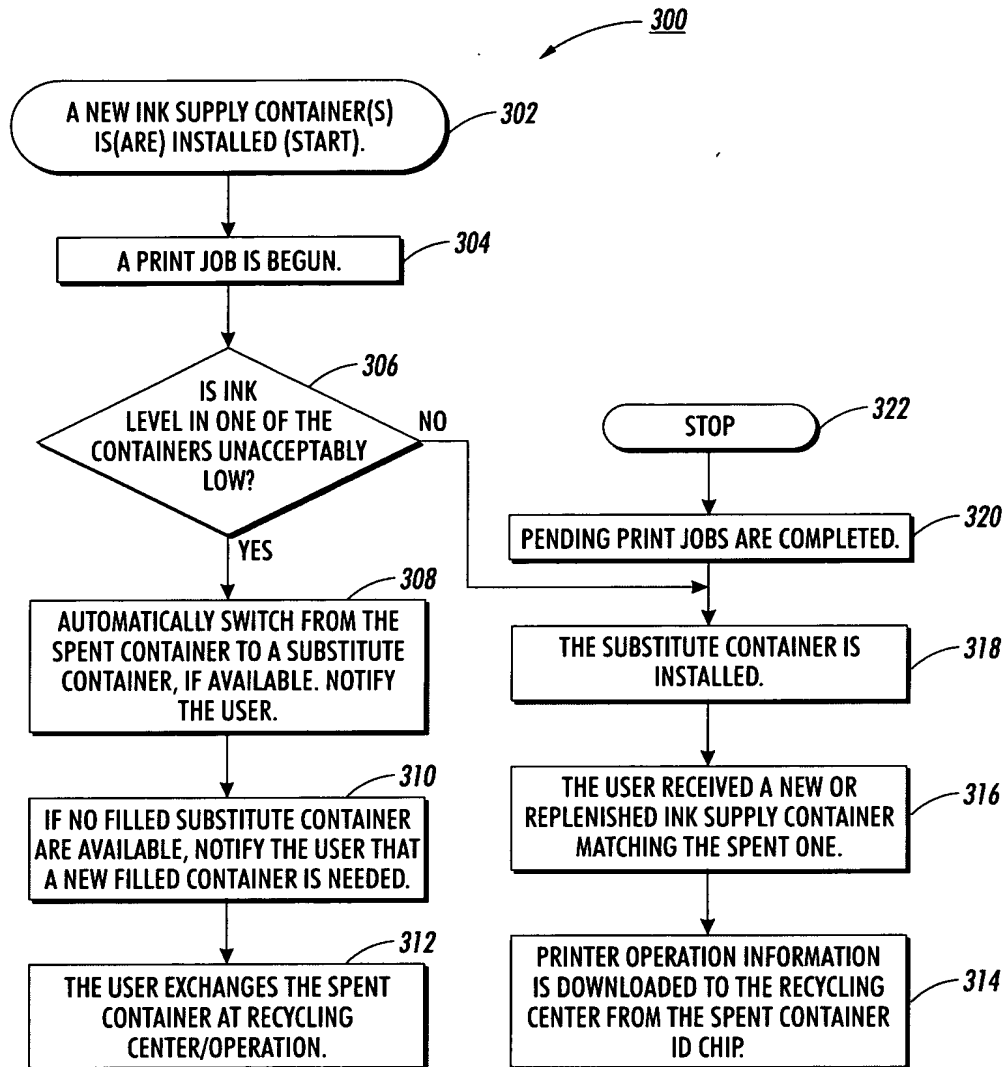 300
A NEW INK SUPPLY CONTAINER(S)
IS(ARE) INSTALLED (START).
302
A PRINT JOB IS BEGUN.
304
306
IS INK
LEVEL IN ONE OF THE
CONTAINERS UNACCEPTABLY
LOW?
NO
YES
308
AUTOMATICALLY SWITCH FROM THE
SPENT CONTAINER TO A SUBSTITUTE
CONTAINER, IF AVAILABLE. NOTIFY
THE USER.
310
IF NO FILLED SUBSTITUTE CONTAINER
ARE AVAILABLE, NOTIFY THE USER THAT
A NEW FILLED CONTAINER IS NEEDED.
312
THE USER EXCHANGES THE SPENT
CONTAINER AT RECYCLING
CENTER/OPERATION.
STOP
322
320
PENDING PRINT JOBS ARE COMPLETED.
THE SUBSTITUTE CONTAINER IS
INSTALLED.
318
THE USER RECEIVED A NEW OR
REPLENISHED INK SUPPLY CONTAINER
MATCHING THE SPENT ONE.
316
PRINTER OPERATION INFORMATION
IS DOWNLOADED TO THE RECYCLING
CENTER FROM THE SPENT CONTAINER
ID CHIP.
314